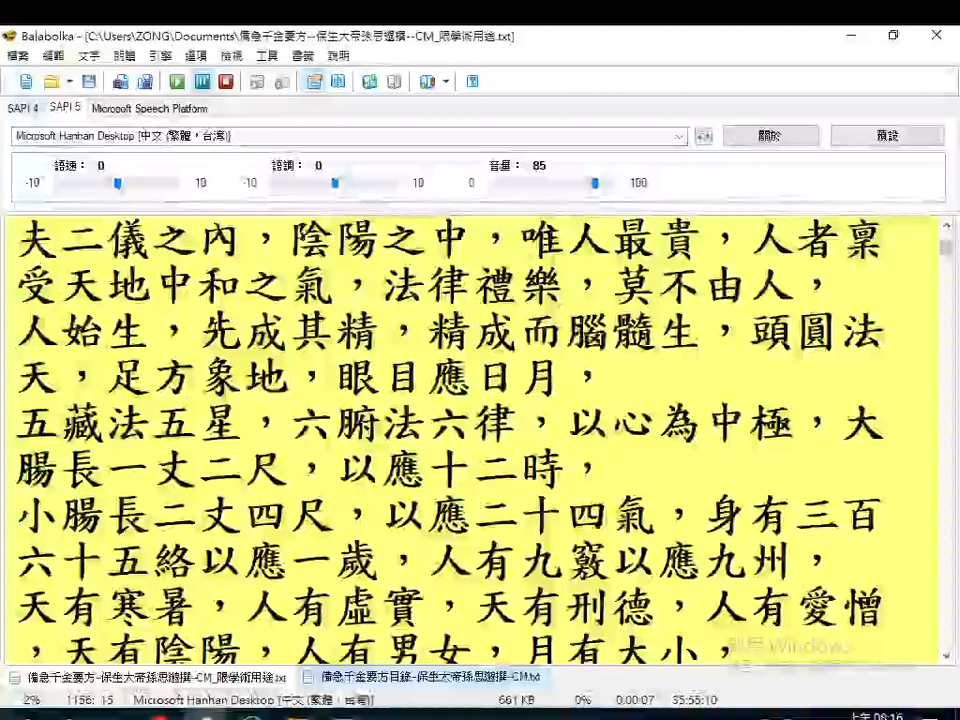 Balabolka - [C:\Users\ZONG\Documents\備急千金要方--保生大帝孫思邈撰--CM_限學術用途.txt]
檔案 編輯 文字 朗讀 引擎 選項 檢視 工具 書籤 說明
SAPI 4 SAPI 5 Microsoft Speech Platform
Microsoft Hanhan Desktop [中文 (繁體，台灣)] 關於 預設
語速： 0 語調： 0 音量： 85
-10 10 -10 10 0 100
夫二儀之內，陰陽之中，唯人最貴，人者稟
受天地中和之氣，法律禮樂，莫不由人，
人始生，先成其精，精成而腦髓生，頭圓法
天，足方象地，眼目應日月，
五藏法五星，六腑法六律，以心為中極，大
腸長一丈二尺，以應十二時，
小腸長二丈四尺，以應二十四氣，身有三百
六十五絡以應一歲，人有九竅以應九州，
天有寒暑，人有虛實，天有刑德，人有愛憎
，天有陰陽，人有男女，月有大小，
啟用 Windows
備急千金要方--保生大帝孫思邈撰--CM_限學術用途.txt 備急千金要方目錄--保生大帝孫思邈撰--CM.txt
2% 1156: 15 Microsoft Hanhan Desktop [中文 (繁體，台灣)] 661 KB 0% 0:00:07 35:55:10
上午 08:16